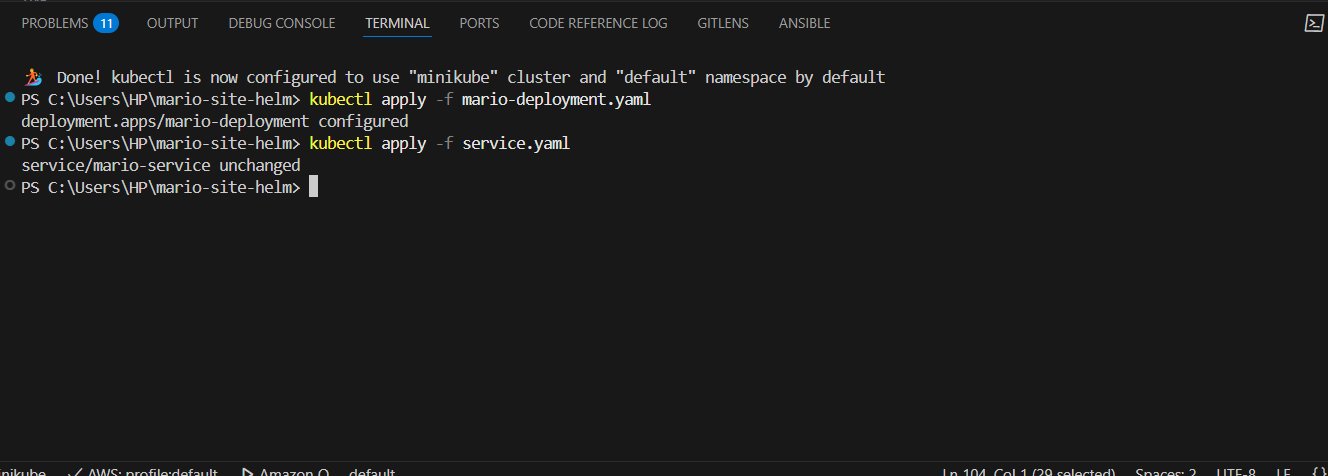 PROBLEMS 11 OUTPUT DEBUG CONSOLE TERMINAL PORTS CODE REFERENCE LOG GITLENS ANSIBLE
Done! kubectl is now configured to use "minikube" cluster and "default" namespace by default
PS C:\Users\HP\mario-site-helm> kubectl apply -f mario-deployment.yaml
deployment.apps/mario-deployment configured
PS C:\Users\HP\mario-site-helm> kubectl apply -f service.yaml
service/mario-service unchanged
PS C:\Users\HP\mario-site-helm>
inikube AWS: profile:default Amazon Q default Ln 104, Col 1 (29 selected) Spaces: 2 UTF-8 LF {}